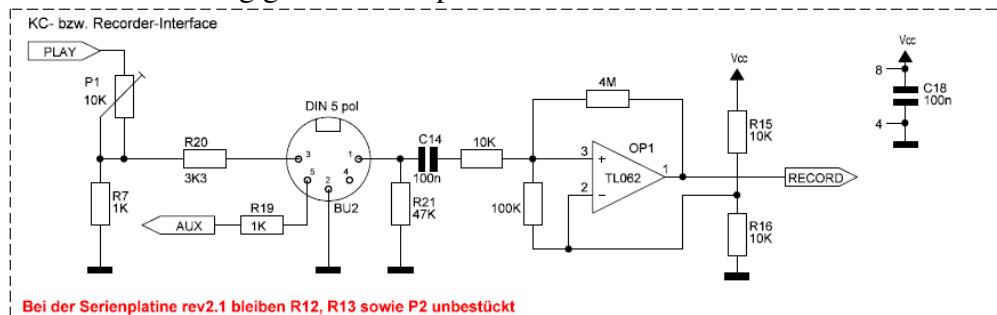 KC- bzw. Recorder-Interface
PLAY
P1
10K
DIN 5 pol
R20
3K3
3
1
5
4
2
BU2
R7
1K
AUX
R19
1K
C14
100n
R21
47K
10K
4M
100K
3
+
2
−
OP1
TL062
1
Vcc
R15
10K
RECORD
R16
10K
Vcc
8
C18
100n
4
Bei der Serienplatine rev2.1 bleiben R12, R13 sowie P2 unbestückt